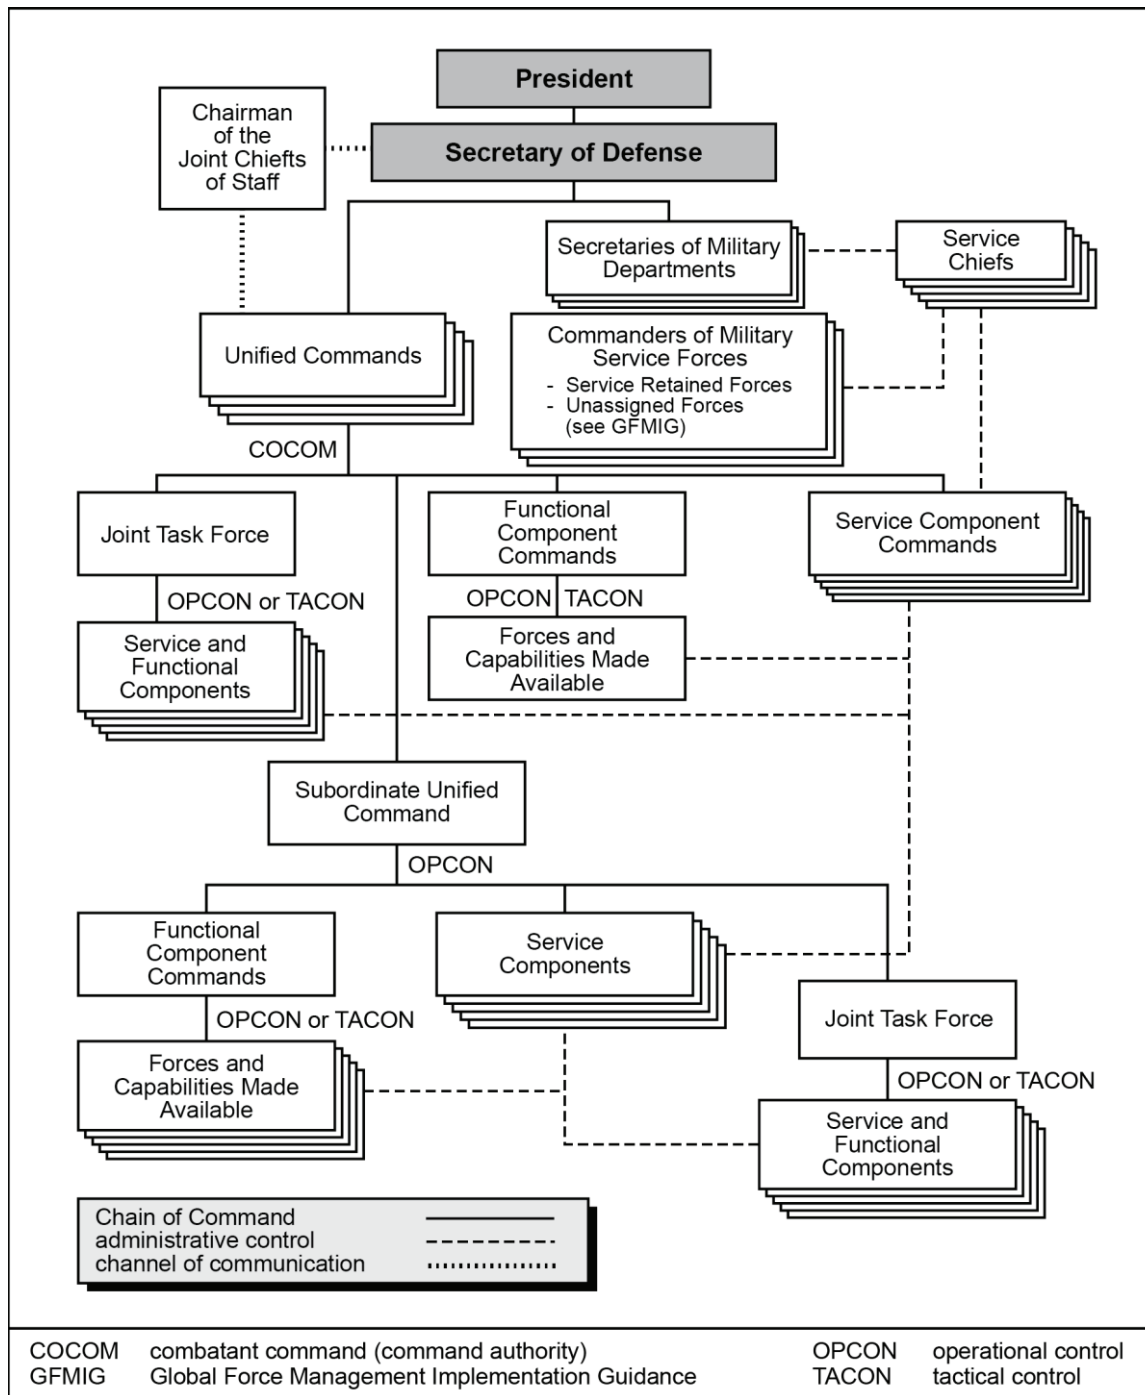 President
Chairman
of the
Joint Chiefts
of Staff
Secretary of Defense
Secretaries of Military
Departments
Service
Chiefs
Unified Commands
Commanders of Military
Service Forces
- Service Retained Forces
- Unassigned Forces
(see GFMIG)
COCOM
Joint Task Force
Functional
Component
Commands
Service Component
Commands
OPCON or TACON
OPCON TACON
Service and
Functional
Components
Forces and
Capabilities Made
Available
Subordinate Unified
Command
OPCON
Functional
Component
Commands
Service
Components
Joint Task Force
OPCON or TACON
Forces and
Capabilities Made
Available
OPCON or TACON
Service and
Functional
Components
Chain of Command
administrative control
channel of communication
COCOM combatant command (command authority)
GFMIG Global Force Management Implementation Guidance
OPCON operational control
TACON tactical control